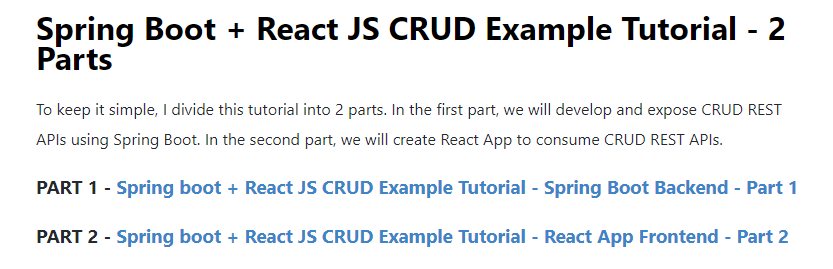 Spring Boot + React JS CRUD Example Tutorial - 2
Parts
To keep it simple, I divide this tutorial into 2 parts. In the first part, we will develop and expose CRUD REST
APIs using Spring Boot. In the second part, we will create React App to consume CRUD REST APIs.
PART 1 - Spring boot + React JS CRUD Example Tutorial - Spring Boot Backend - Part 1
PART 2 - Spring boot + React JS CRUD Example Tutorial - React App Frontend - Part 2